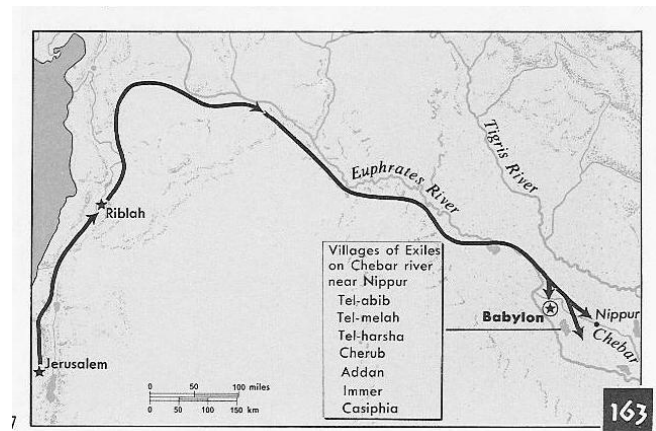 Euphrates River
Tigris River
Riblah
Villages of Exiles
on Chebar river
near Nippur
Tel-abib
Tel-melah
Tel-harsha
Cherub
Addan
Immer
Casiphia
Babylon
Nippur
Chebar
Jerusalem
0 50 100 miles
0 50 100 150 km
7
163